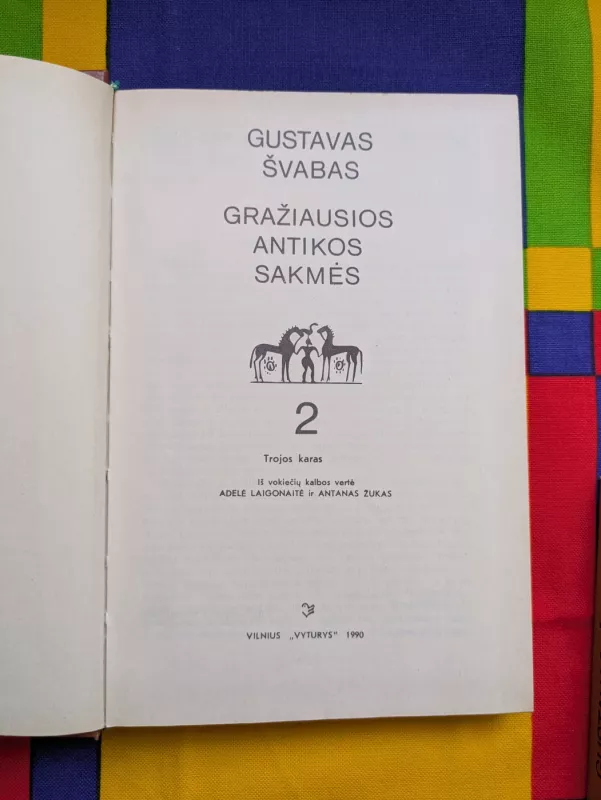 GUSTAVAS
ŠVABAS
GRAŽIAUSIOS
ANTIKOS
SAKMĖS
2
Trojos karas
Iš vokiečių kalbos vertė
ADELĖ LAIGONAITĖ ir ANTANAS ŽUKAS
VILNIUS „VYTURYS" 1990